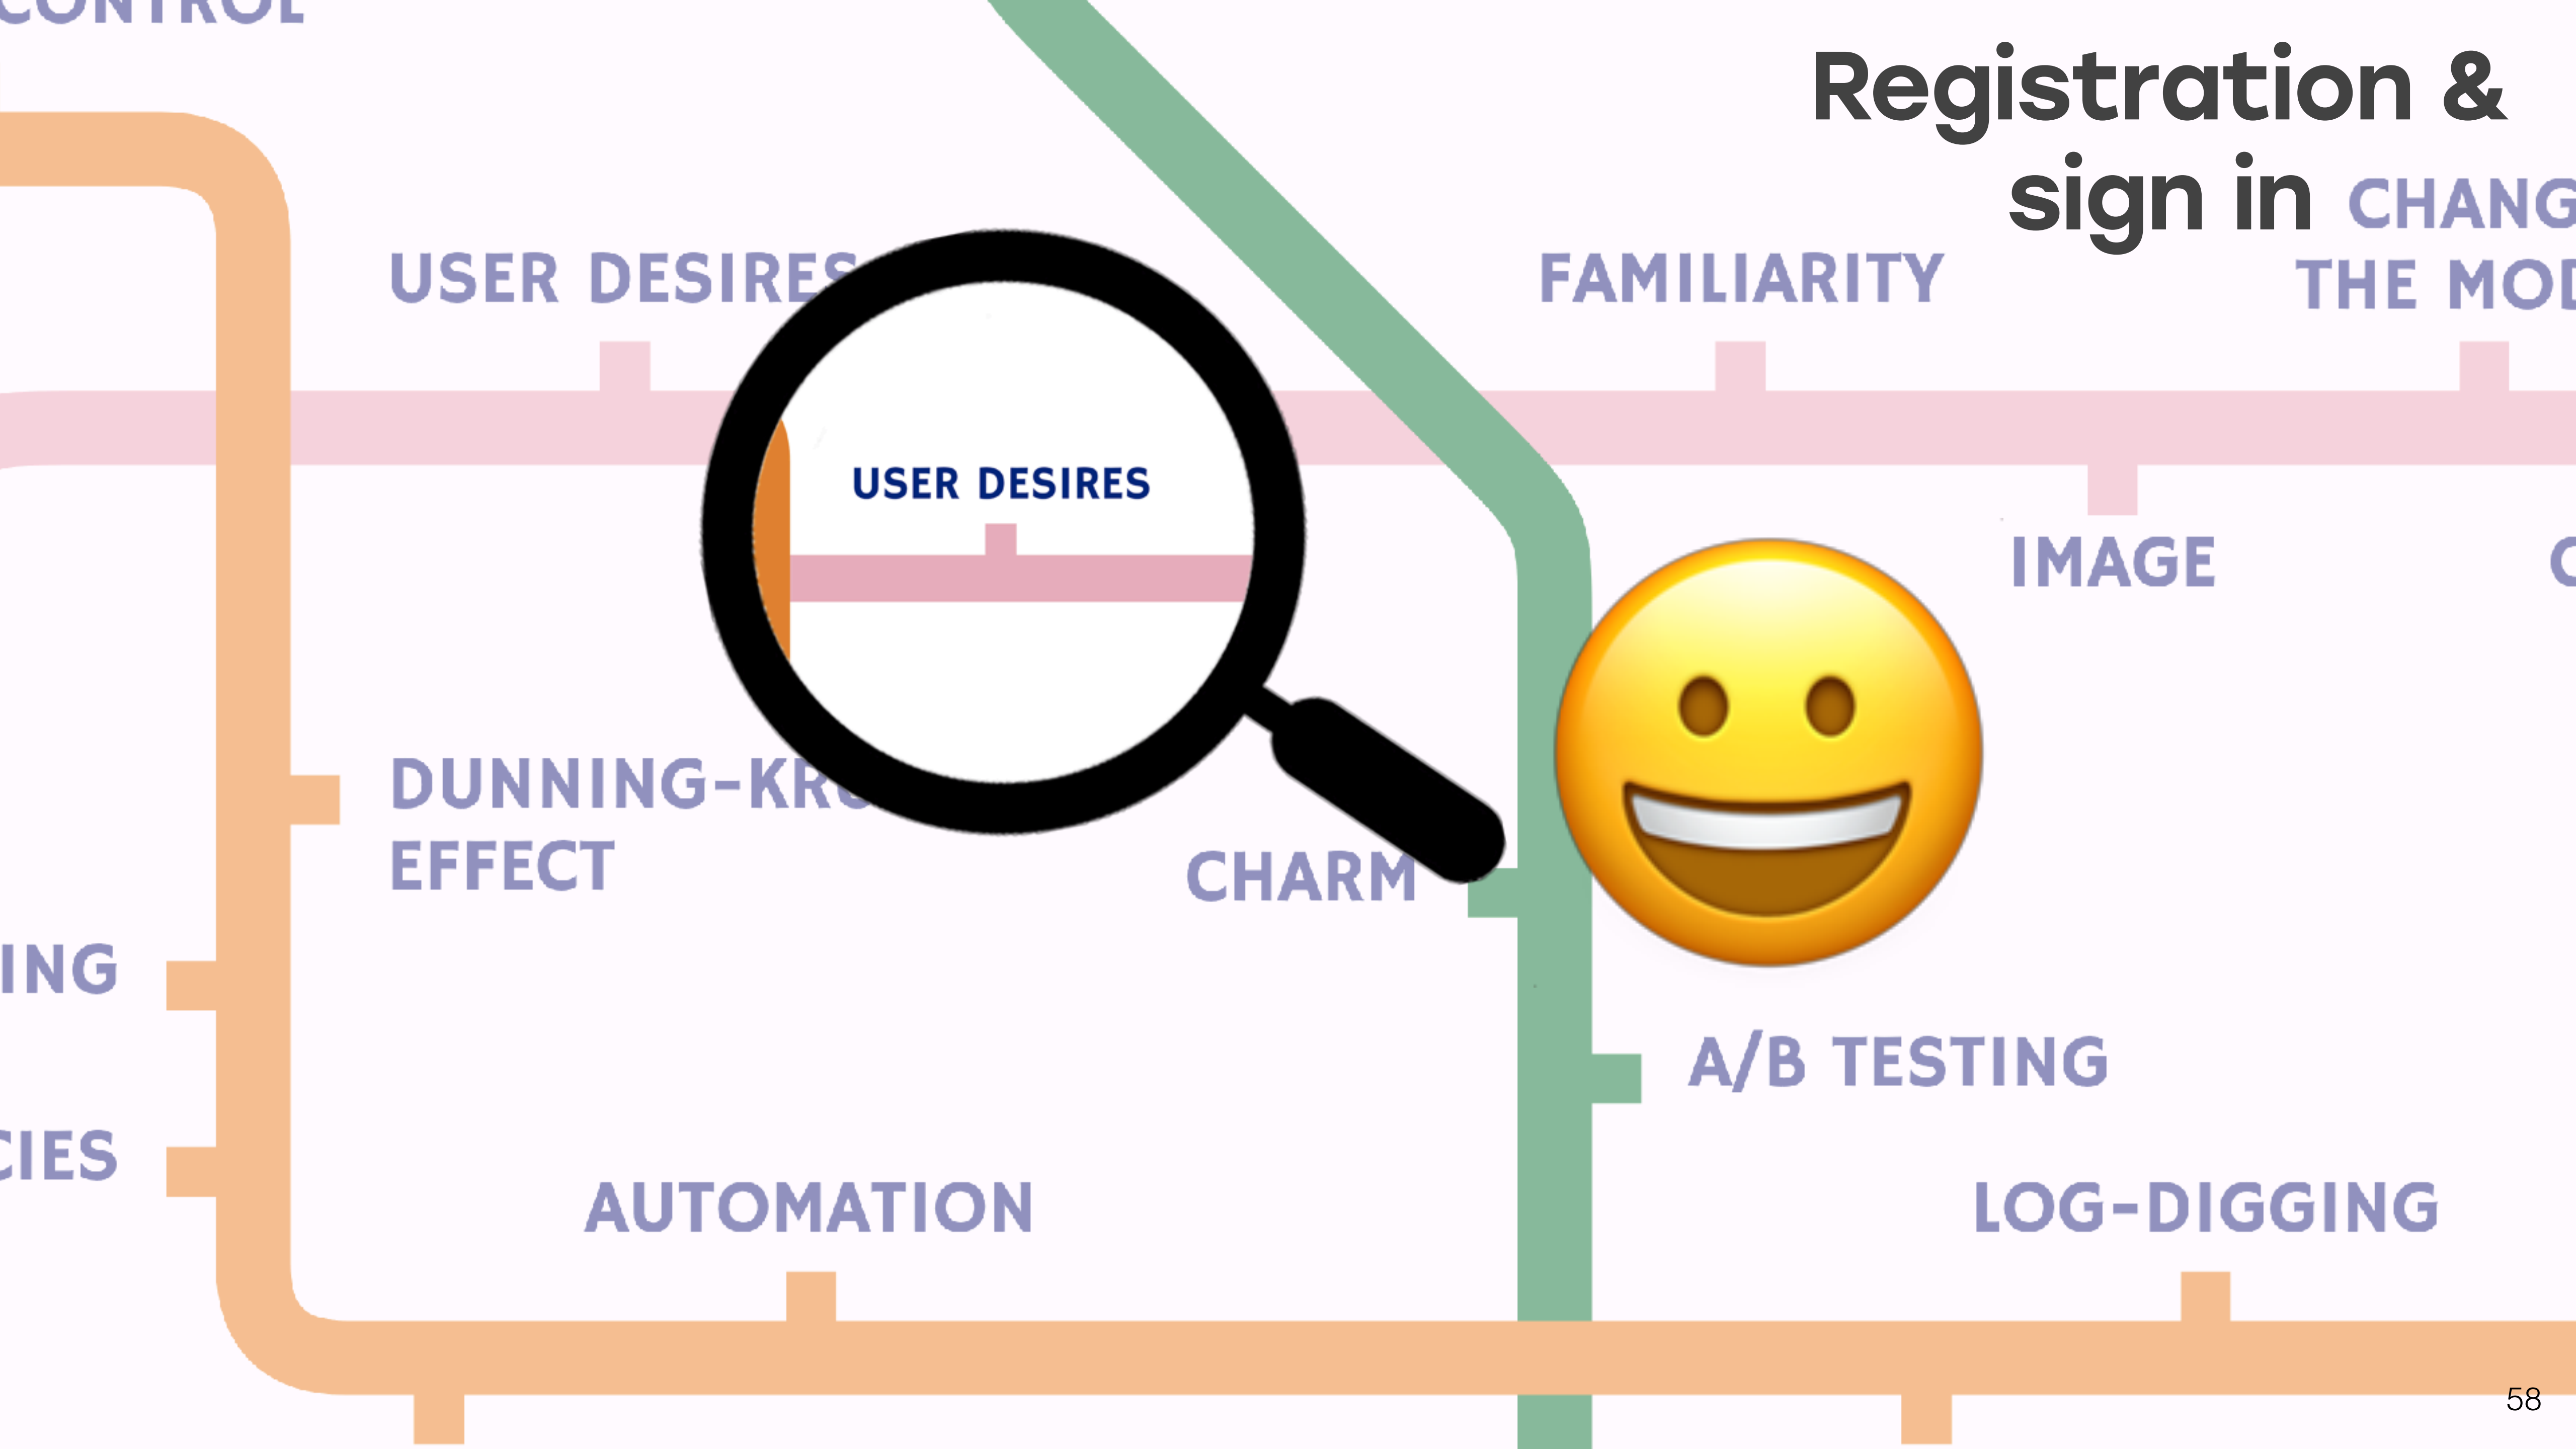 CONTROL
Registration &
sign in
CHANG
THE MOD
USER DESIRES
FAMILIARITY
USER DESIRES
IMAGE
DUNNING-KRU
EFFECT
CHARM
ING
A/B TESTING
CIES
AUTOMATION
LOG-DIGGING
58